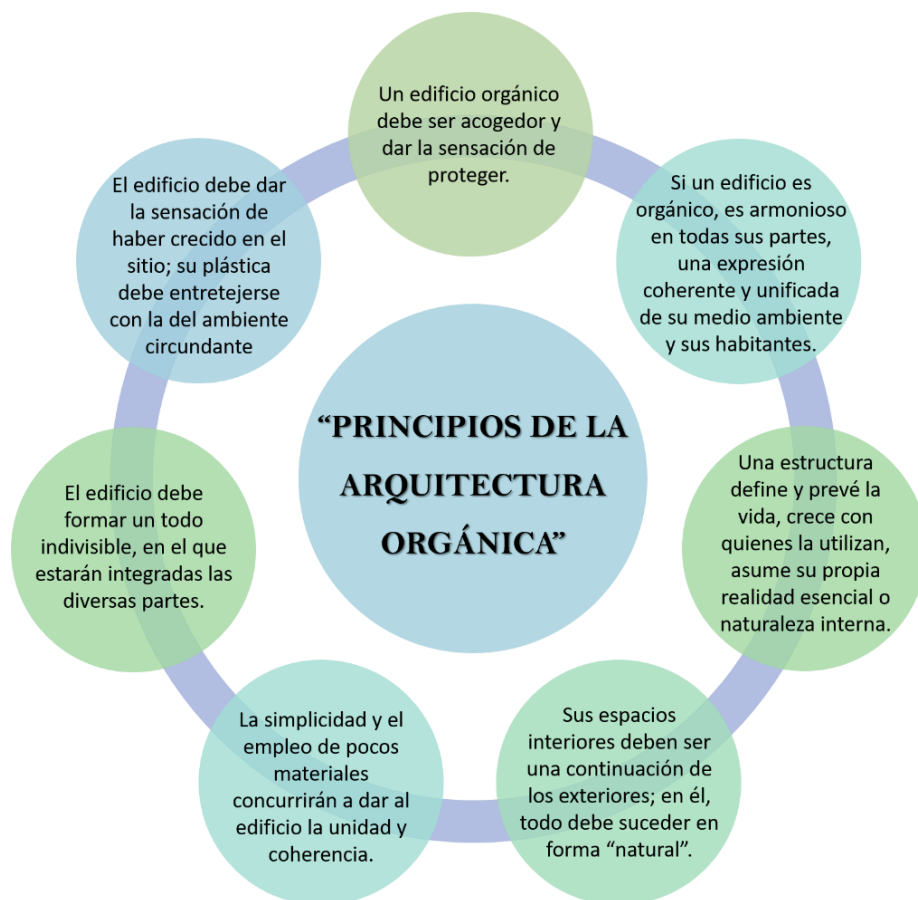 Un edificio orgánico
debe ser acogedor y
dar la sensación de
proteger.
Si un edificio es
orgánico, es armonioso
en todas sus partes,
una expresión
coherente y unificada
de su medio ambiente
y sus habitantes.
Una estructura
define y prevé la
vida, crece con
quienes la utilizan,
asume su propia
realidad esencial o
naturaleza interna.
Sus espacios
interiores deben ser
una continuación de
los exteriores; en él,
todo debe suceder en
forma “natural”.
La simplicidad y el
empleo de pocos
materiales
concurrirán a dar al
edificio la unidad y
coherencia.
El edificio debe
formar un todo
indivisible, en el que
estarán integradas las
diversas partes.
El edificio debe dar
la sensación de
haber crecido en el
sitio; su plástica
debe entretejerse
con la del ambiente
circundante
“PRINCIPIOS DE LA
ARQUITECTURA
ORGÁNICA”